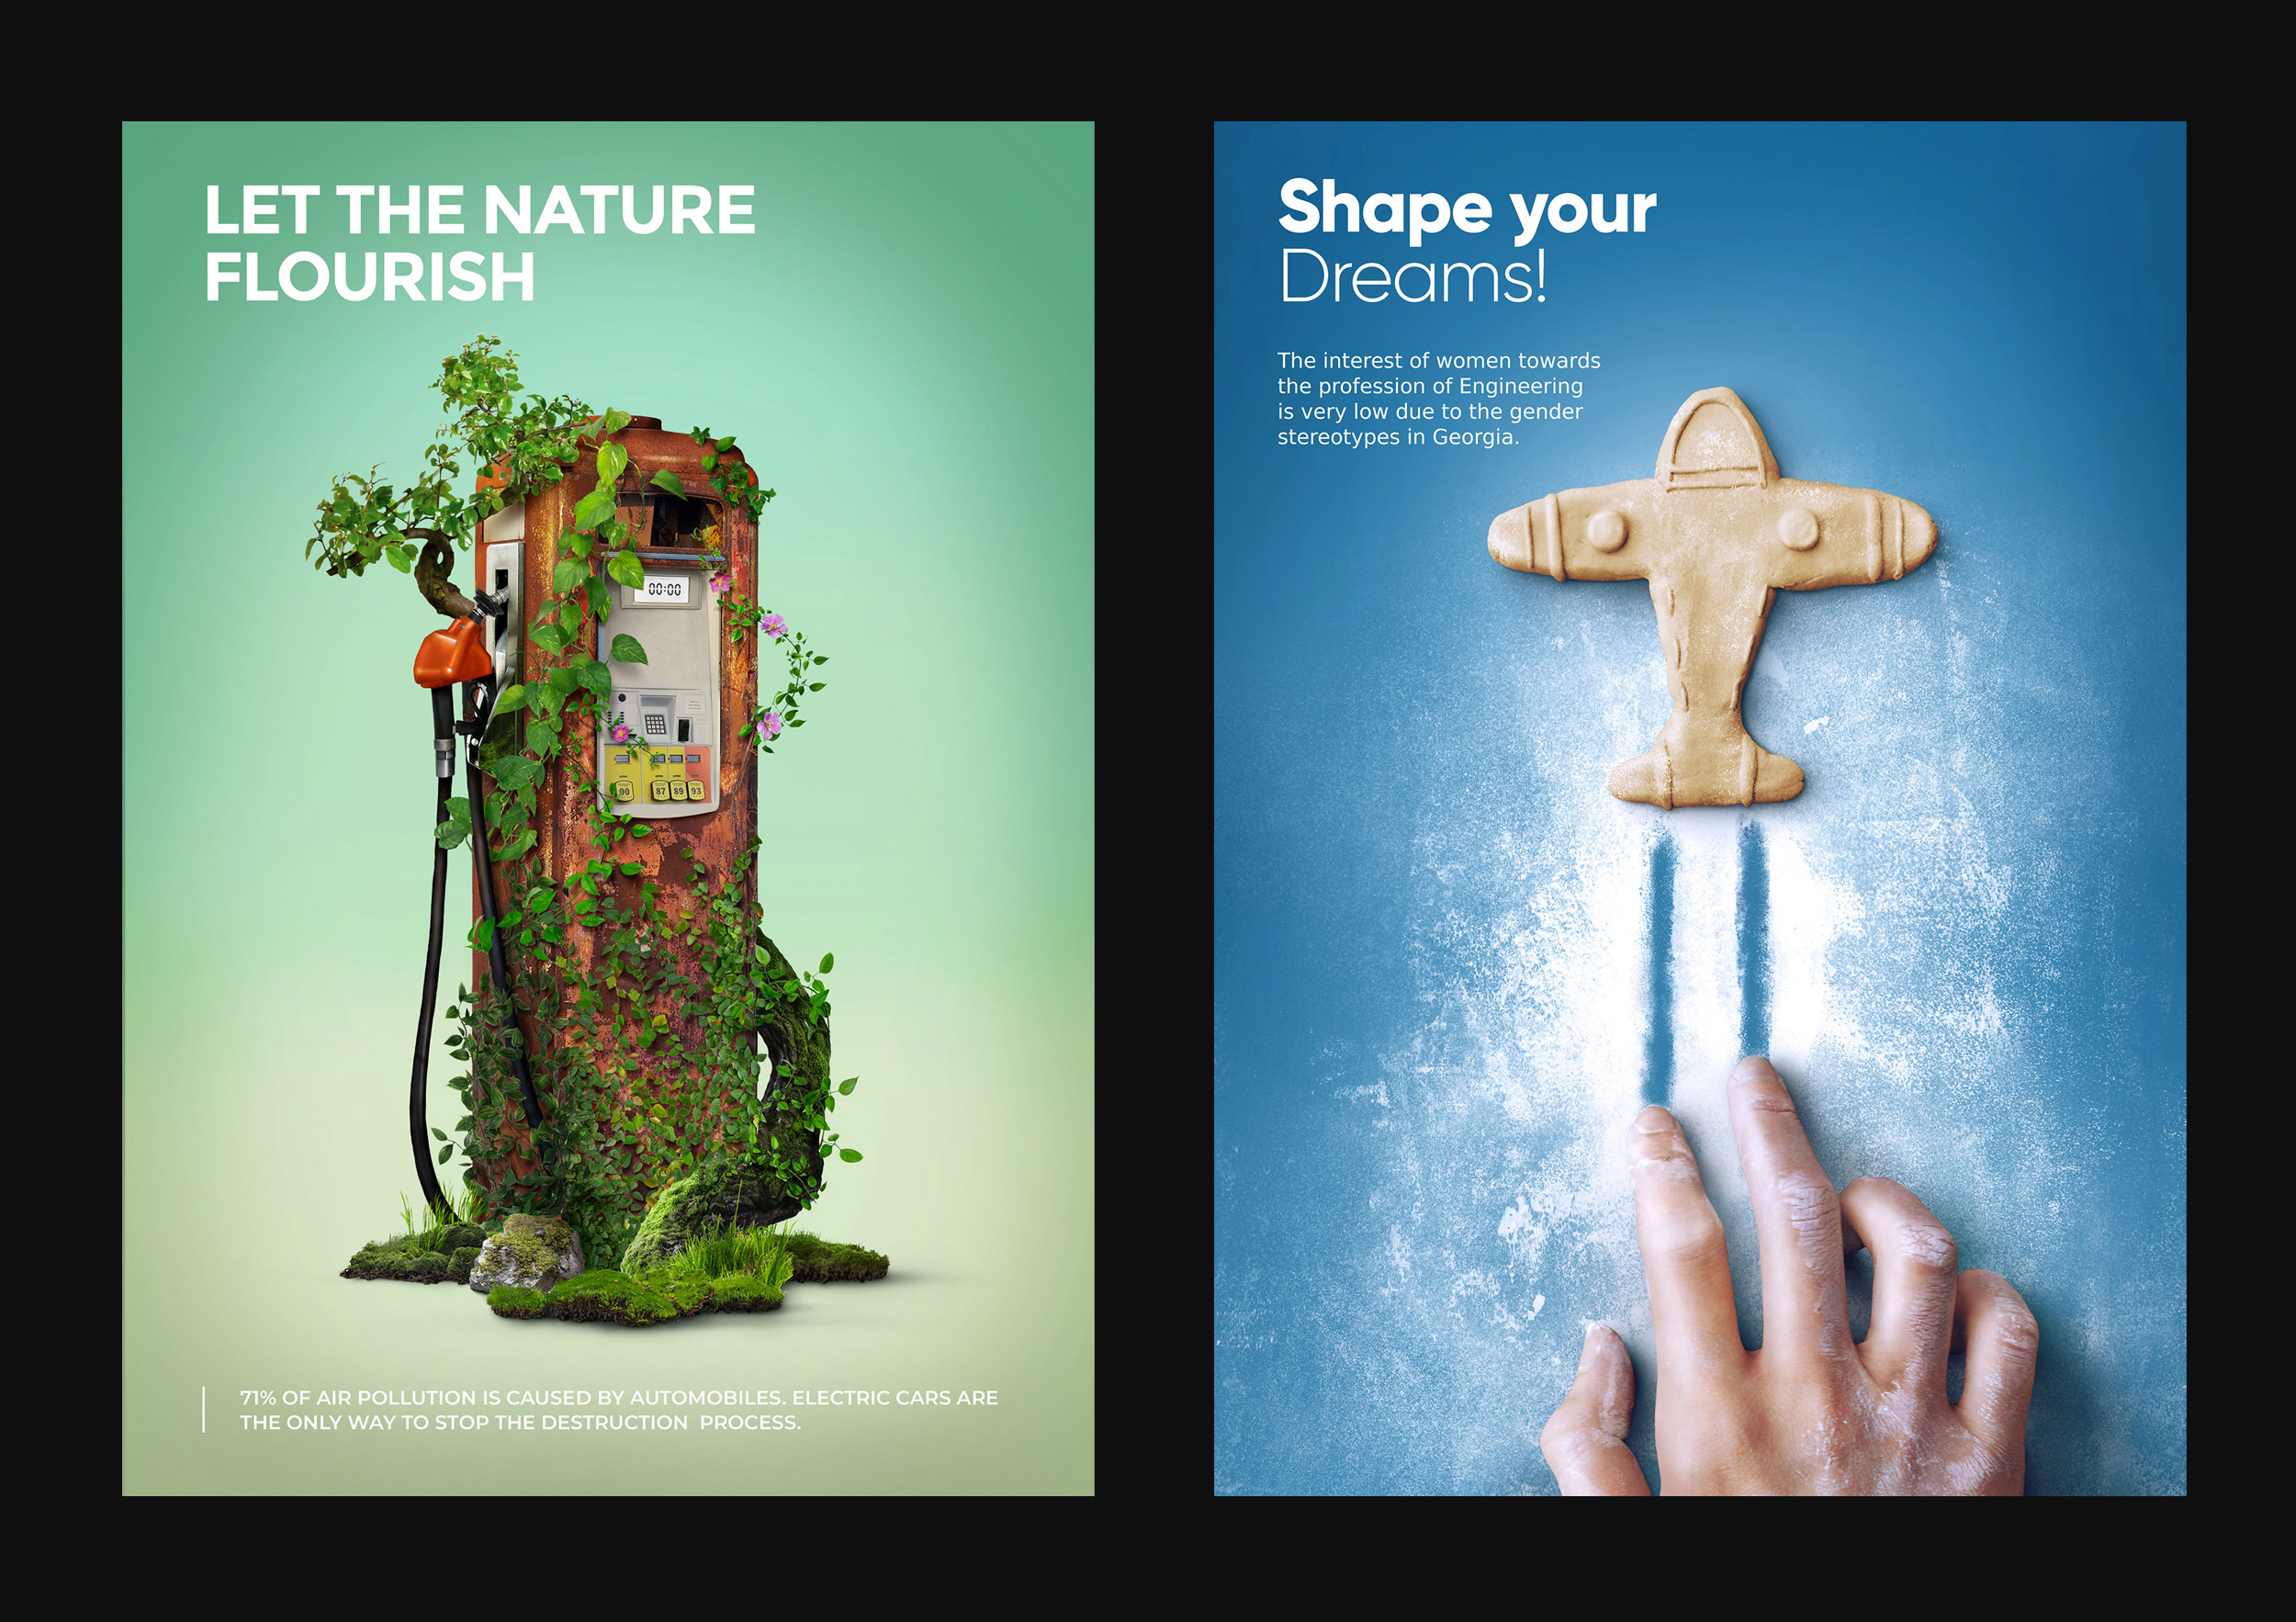 LET THE NATURE
FLOURISH
00:00
90 87 89 93
71% OF AIR POLLUTION IS CAUSED BY AUTOMOBILES. ELECTRIC CARS ARE
THE ONLY WAY TO STOP THE DESTRUCTION PROCESS.
Shape your
Dreams!
The interest of women towards
the profession of Engineering
is very low due to the gender
stereotypes in Georgia.